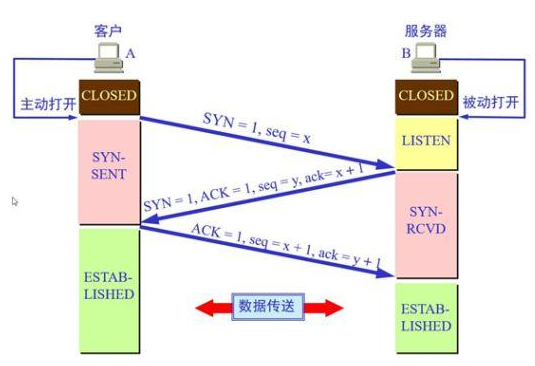 客户
服务器
A
B
CLOSED
CLOSED
主动打开
被动打开
SYN = 1, seq = x
LISTEN
SYN-
SENT
SYN = 1, ACK = 1, seq = y, ack= x + 1
SYN-
RCVD
ACK = 1, seq = x + 1, ack = y + 1
ESTAB-
LISHED
数据传送
ESTAB-
LISHED